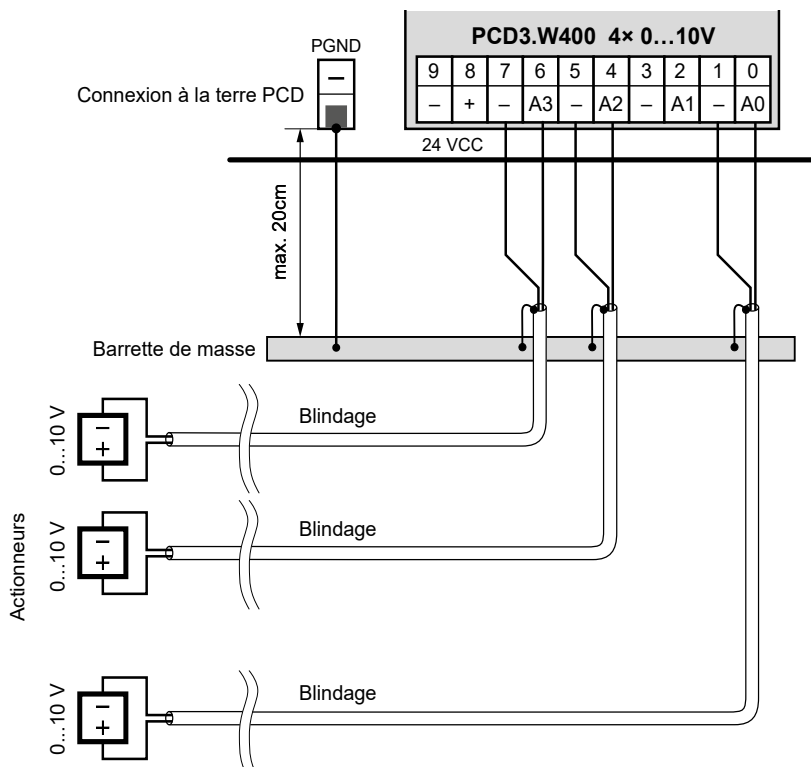 PCD3.W400 4× 0...10V
PGND
–
9 8 7 6 5 4 3 2 1 0
– + – A3 – A2 – A1 – A0
Connexion à la terre PCD
24 VCC
max. 20cm
Barrette de masse
0...10 V
–
+
Blindage
0...10 V
–
+
Blindage
Actionneurs
0...10 V
–
+
Blindage